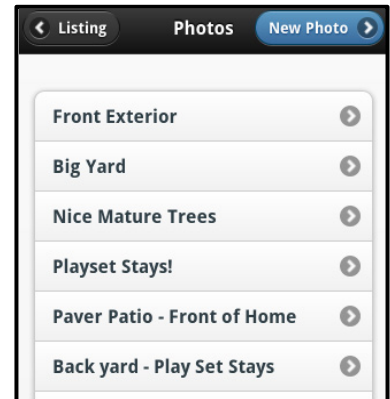 Listing Photos New Photo
Front Exterior
Big Yard
Nice Mature Trees
Playset Stays!
Paver Patio - Front of Home
Back yard - Play Set Stays